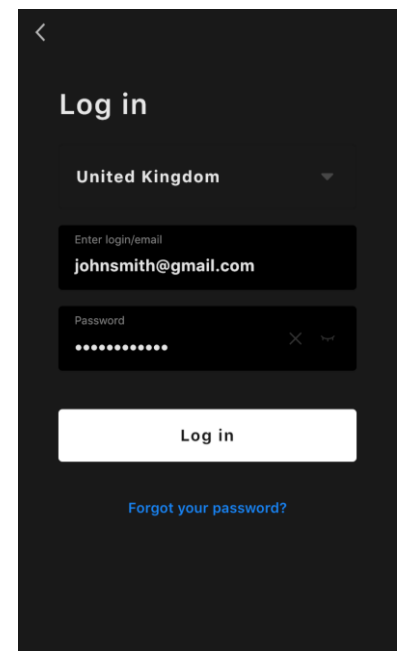 Log in
United Kingdom
Enter login/email
johnsmith@gmail.com
Password
••••••••••••
Log in
Forgot your password?